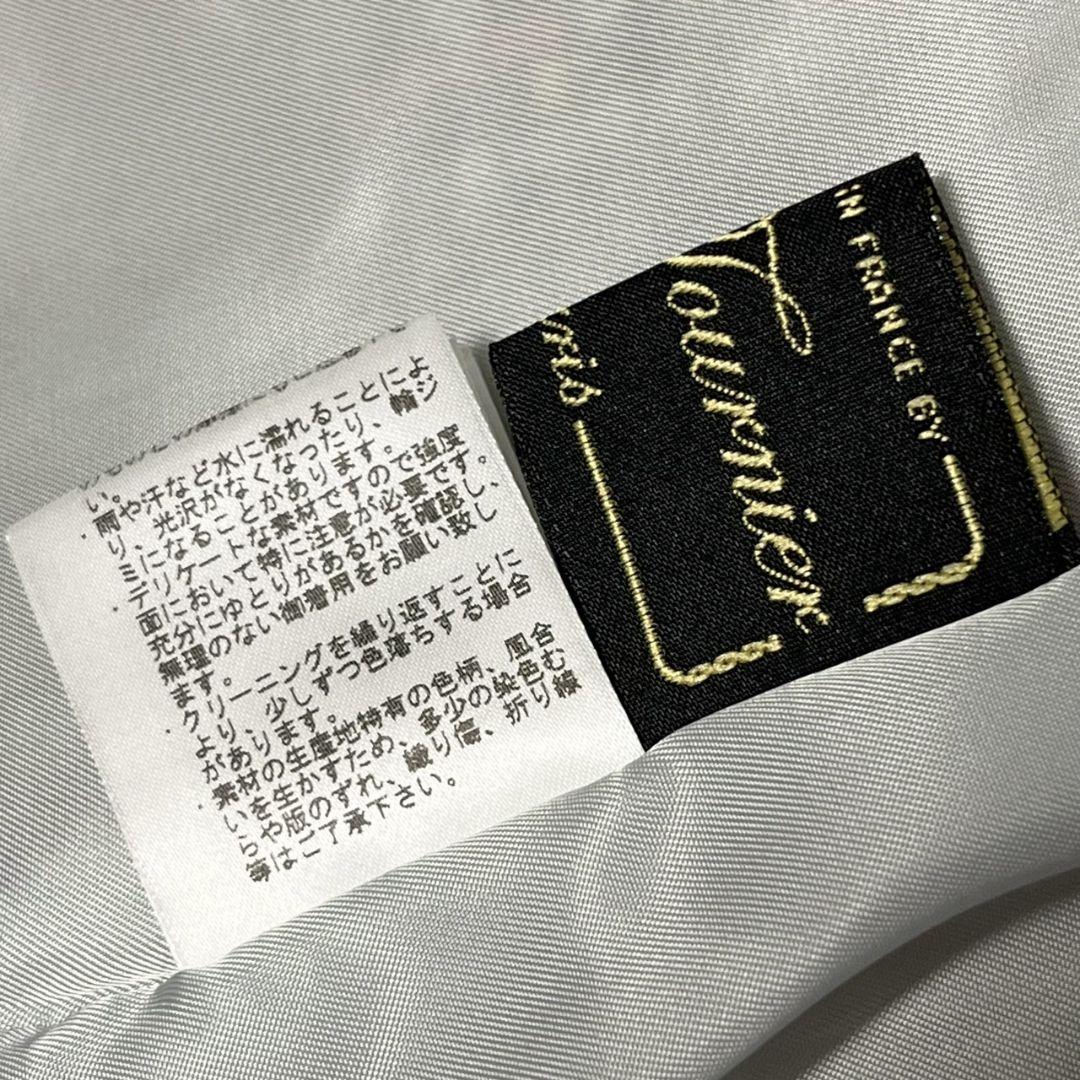 い。
・雨や汗など水に濡れることによ
り、光沢がなくなったり、輪ジ
ミになることがあります。
・デリケートな素材ですので強度
面において特に注意が必要です。
充分にゆとりがあるかを確認し、
無理のない御着用をお願い致し
ます。
・クリーニングを繰り返すことに
より、少しずつ色落ちする場合
があります。
・素材の生産地特有の色柄、風合
いを生かすため、多少の染色む
らや版のずれ、織り傷、折り皺
等はご了承下さい。
IN FRANCE BY
Tournier
ris